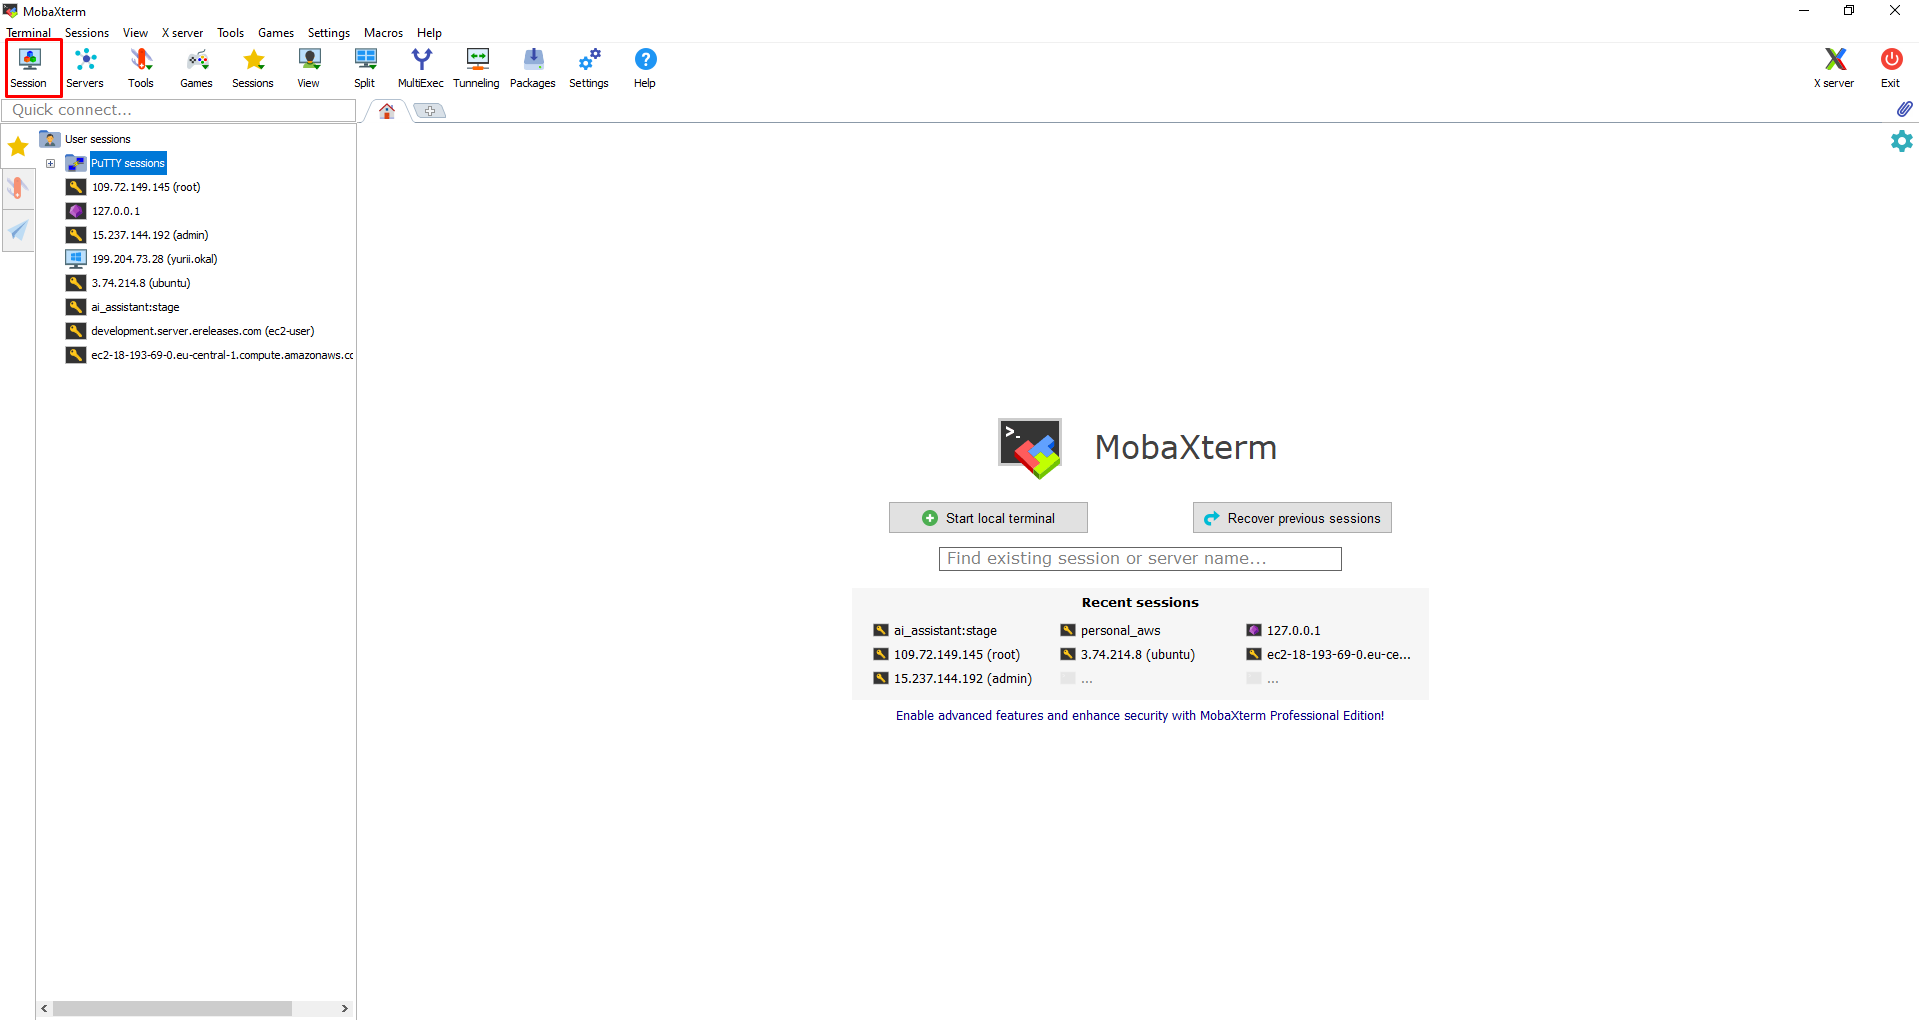 MobaXterm
Terminal Sessions View X server Tools Games Settings Macros Help
Session Servers Tools Games Sessions View Split MultiExec Tunneling Packages Settings Help X server Exit
Quick connect...
User sessions
PuTTY sessions
109.72.149.145 (root)
127.0.0.1
15.237.144.192 (admin)
199.204.73.28 (yurii.okal)
3.74.214.8 (ubuntu)
ai_assistant:stage
development.server.ereleases.com (ec2-user)
ec2-18-193-69-0.eu-central-1.compute.amazonaws.cc
MobaXterm
Start local terminal Recover previous sessions
Find existing session or server name...
Recent sessions
ai_assistant:stage personal_aws 127.0.0.1
109.72.149.145 (root) 3.74.214.8 (ubuntu) ec2-18-193-69-0.eu-ce...
15.237.144.192 (admin) ... ...
Enable advanced features and enhance security with MobaXterm Professional Edition!